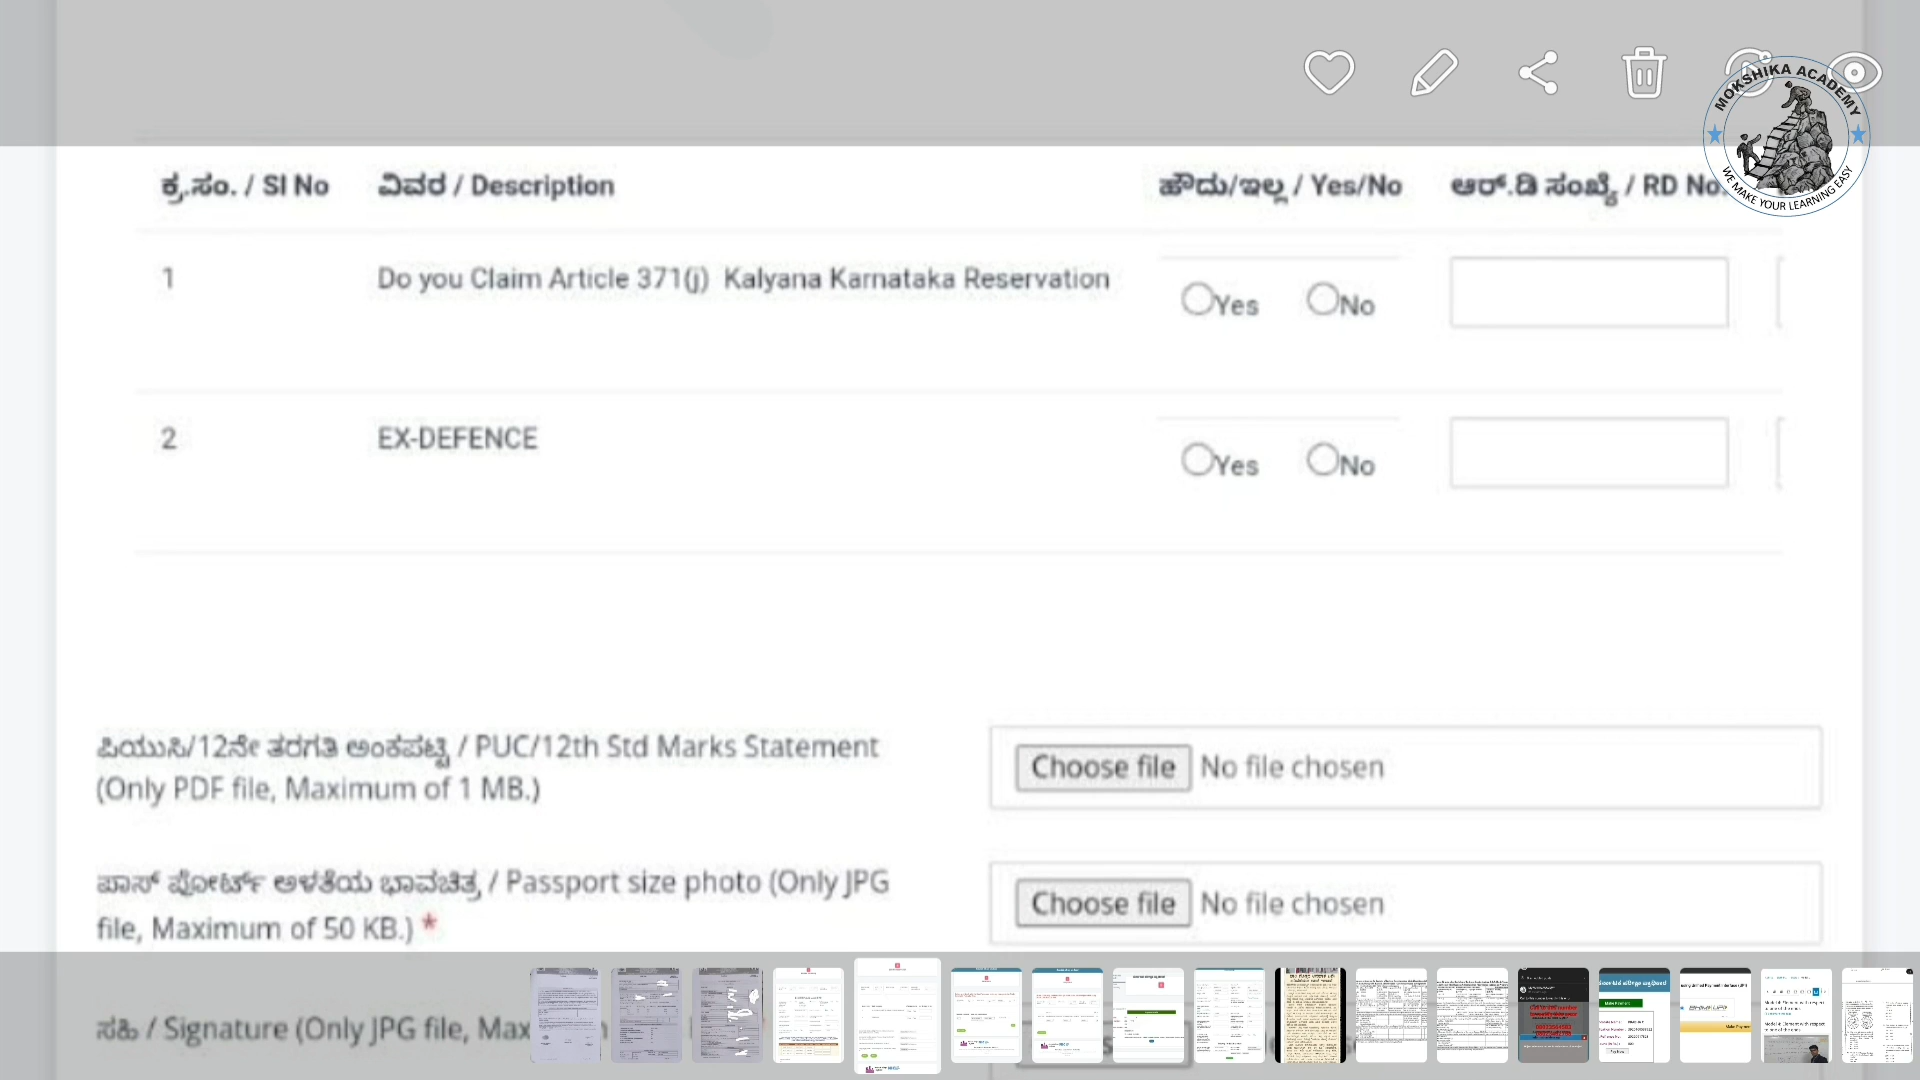 MOKSHIKA ACADEMY
WE MAKE YOUR LEARNING EASY
ಕ್ರ.ಸಂ. / Sl No ವಿವರ / Description ಹೌದು/ಇಲ್ಲ / Yes/No ಆರ್.ಡಿ ಸಂಖ್ಯೆ / RD No.
1 Do you Claim Article 371(j) Kalyana Karnataka Reservation Yes No
2 EX-DEFENCE Yes No
ಪಿಯುಸಿ/12ನೇ ತರಗತಿ ಅಂಕಪಟ್ಟಿ / PUC/12th Std Marks Statement
(Only PDF file, Maximum of 1 MB.)
Choose file No file chosen
ಪಾಸ್ ಪೋರ್ಟ್ ಅಳತೆಯ ಭಾವಚಿತ್ರ / Passport size photo (Only JPG
file, Maximum of 50 KB.) *
Choose file No file chosen
ಸಹಿ / Signature (Only JPG file, Max